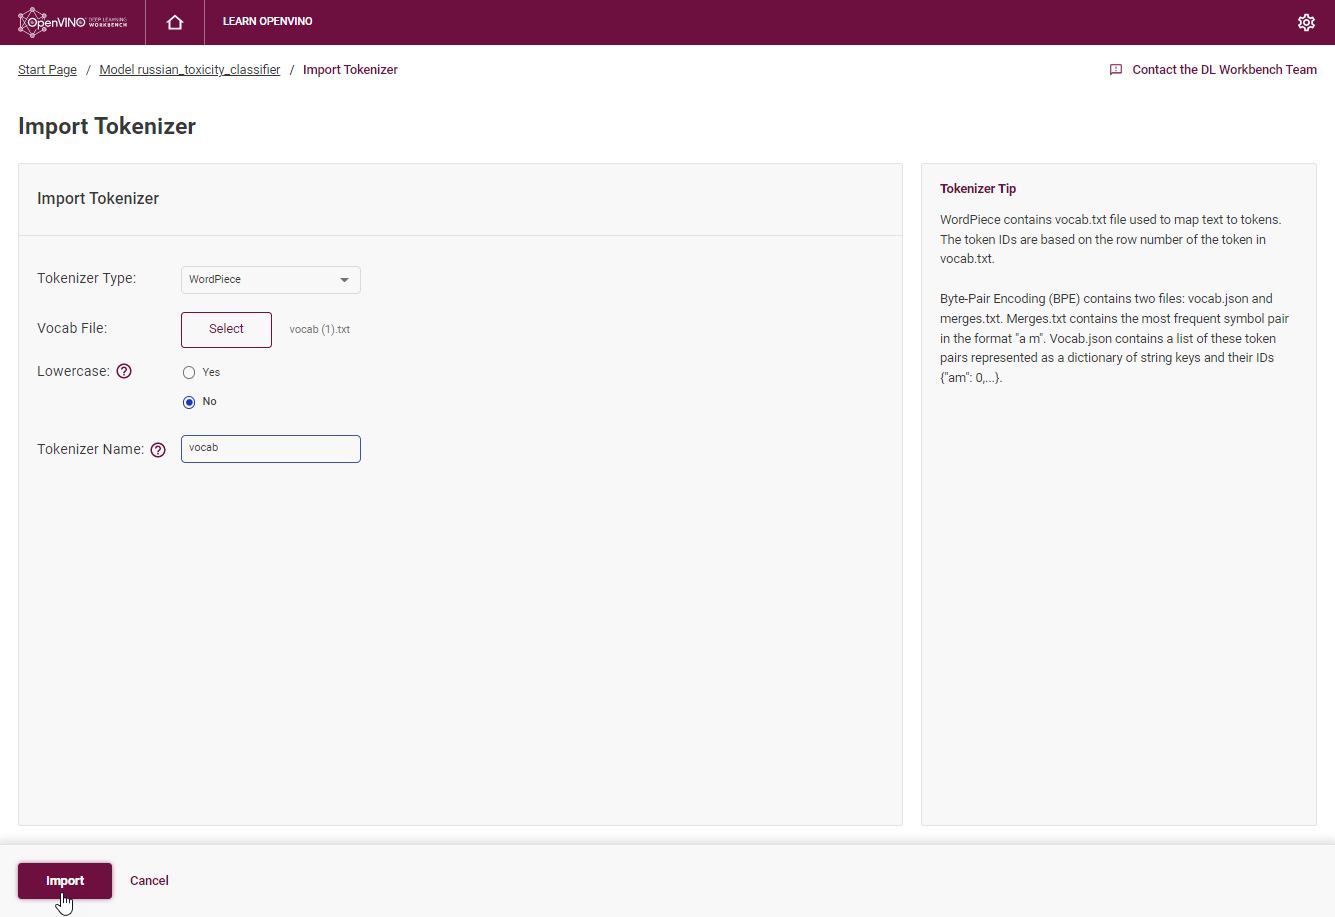 OpenVINO DEEP LEARNING WORKBENCH
LEARN OPENVINO
Start Page / Model russian_toxicity_classifier / Import Tokenizer
Contact the DL Workbench Team
Import Tokenizer
Import Tokenizer
Tokenizer Type:
WordPiece
Vocab File:
Select
vocab (1).txt
Lowercase:
?
Yes
No
Tokenizer Name:
?
vocab
Tokenizer Tip
WordPiece contains vocab.txt file used to map text to tokens.
The token IDs are based on the row number of the token in
vocab.txt.
Byte-Pair Encoding (BPE) contains two files: vocab.json and
merges.txt. Merges.txt contains the most frequent symbol pair
in the format "a m". Vocab.json contains a list of these token
pairs represented as a dictionary of string keys and their IDs
{"am": 0,...}.
Import
Cancel